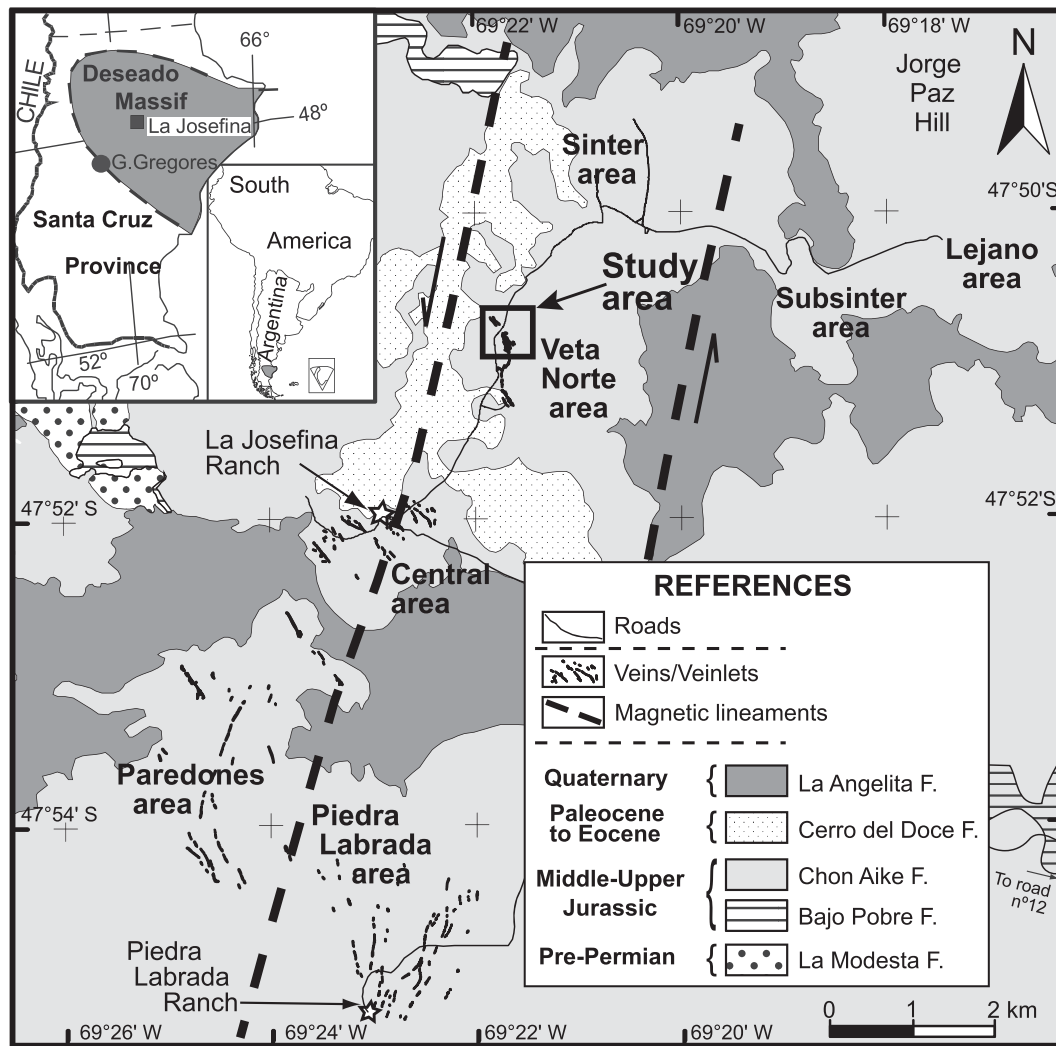 69°22' W
69°20' W
69°18' W
66°
Deseado
Massif
CHILE
La Josefina
48°
G.Gregores
Santa Cruz
Province
52°
70°
South
America
Argentina
Jorge
Paz
Hill
N
Sinter
area
47°50'S
Lejano
area
Study
area
Subsinter
area
Veta
Norte
area
La Josefina
Ranch
47°52' S
47°52' S
Central
area
Paredones
area
47°54' S
Piedra
Labrada
area
Piedra
Labrada
Ranch
REFERENCES
Roads
Veins/Veinlets
Magnetic lineaments
Quaternary { La Angelita F.
Paleocene
to Eocene { Cerro del Doce F.
Middle-Upper
Jurassic { Chon Aike F.
Bajo Pobre F.
Pre-Permian { La Modesta F.
To road
nº12
0 1 2 km
69°26' W
69°24' W
69°22' W
69°20' W